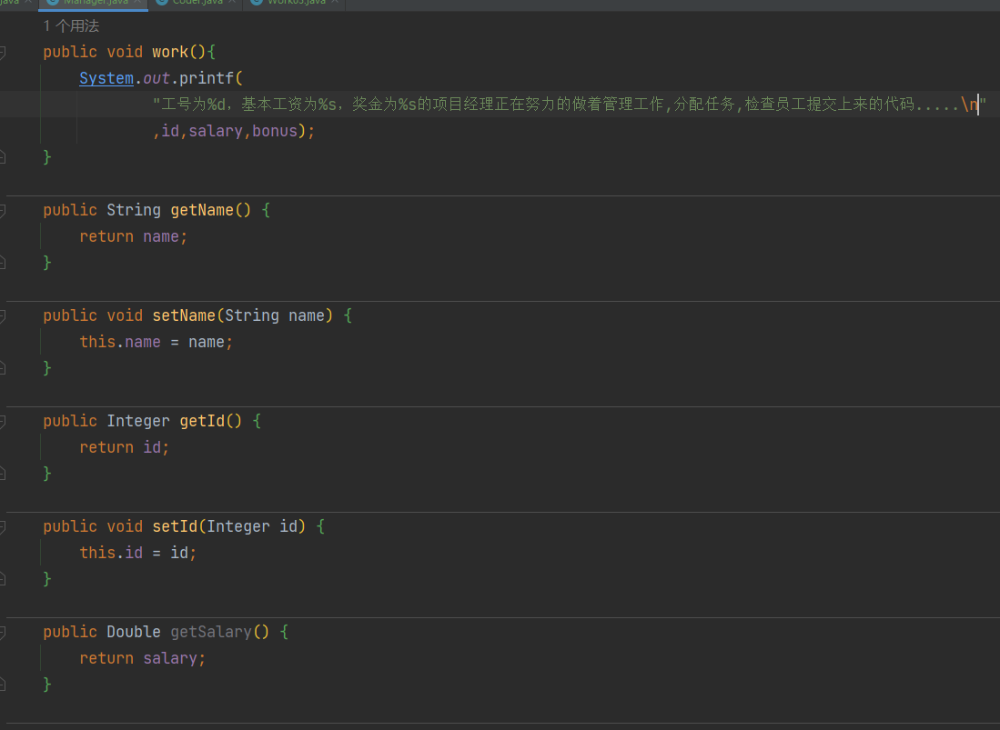 java Manager.java Coder.java Work03.java
1 个用法
public void work(){
System.out.printf(
"工号为%d，基本工资为%s，奖金为%s的项目经理正在努力的做着管理工作,分配任务,检查员工提交上来的代码.....\n"
,id,salary,bonus);
}
public String getName() {
return name;
}
public void setName(String name) {
this.name = name;
}
public Integer getId() {
return id;
}
public void setId(Integer id) {
this.id = id;
}
public Double getSalary() {
return salary;
}